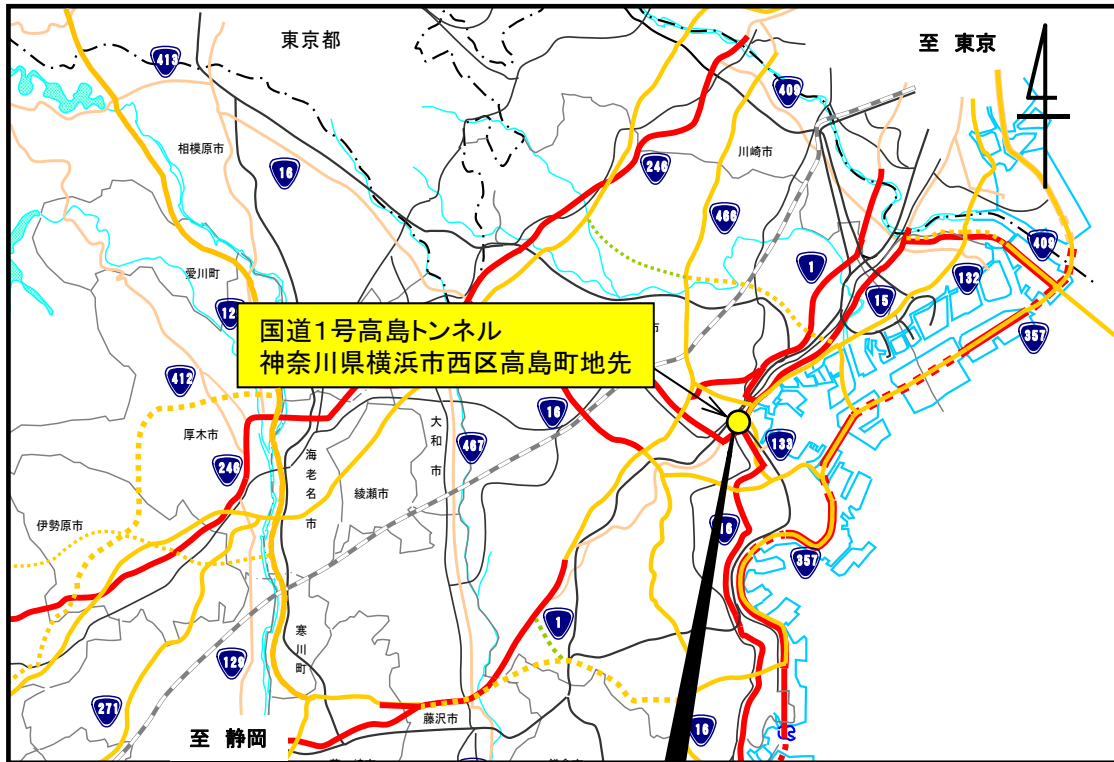 東京都
至 東京
413
409
相模原市
16
川崎市
246
466
409
愛川町
1
132
15
12
357
国道1号高島トンネル
神奈川県横浜市西区高島町地先
市
412
16
大和市
133
厚木市
467
246
海老名市
綾瀬市
伊勢原市
16
357
1
寒川町
129
271
藤沢市
16
至 静岡